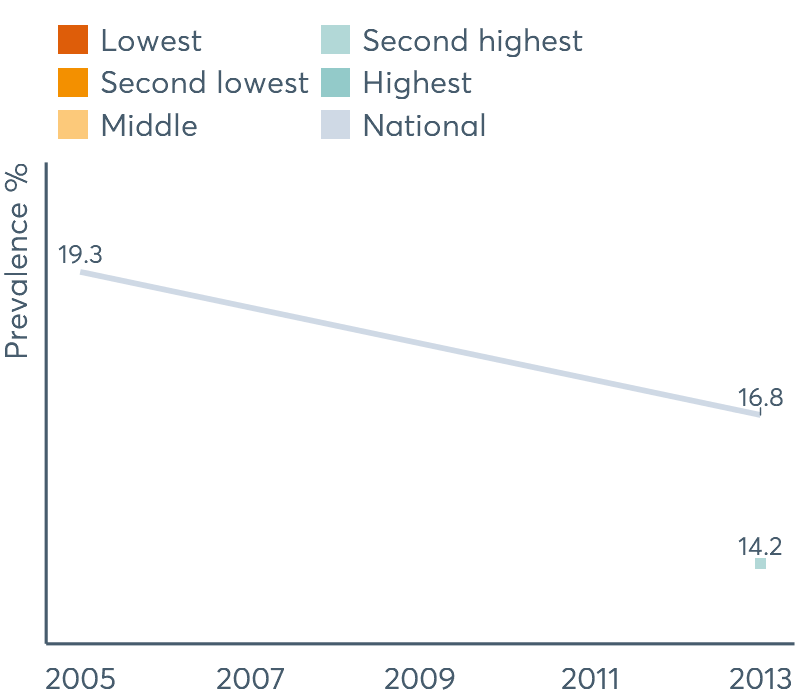 Lowest
Second lowest
Middle
Second highest
Highest
National
Prevalence %
19.3
16.8
14.2
2005 2007 2009 2011 2013